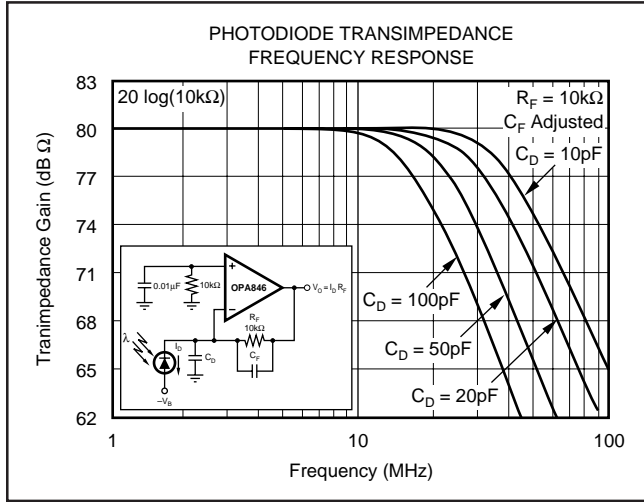 PHOTODIODE TRANSIMPEDANCE
FREQUENCY RESPONSE
83
80
77
74
71
68
65
62
Tranimpedance Gain (dB Ω)
20 log(10kΩ)
R_F = 10kΩ
C_F Adjusted
C_D = 10pF
C_D = 100pF
C_D = 50pF
C_D = 20pF
0.01μF
10kΩ
+
OPA846
–
V_O = I_D R_F
R_F
10kΩ
C_F
λ
I_D
C_D
–V_B
1
10
100
Frequency (MHz)